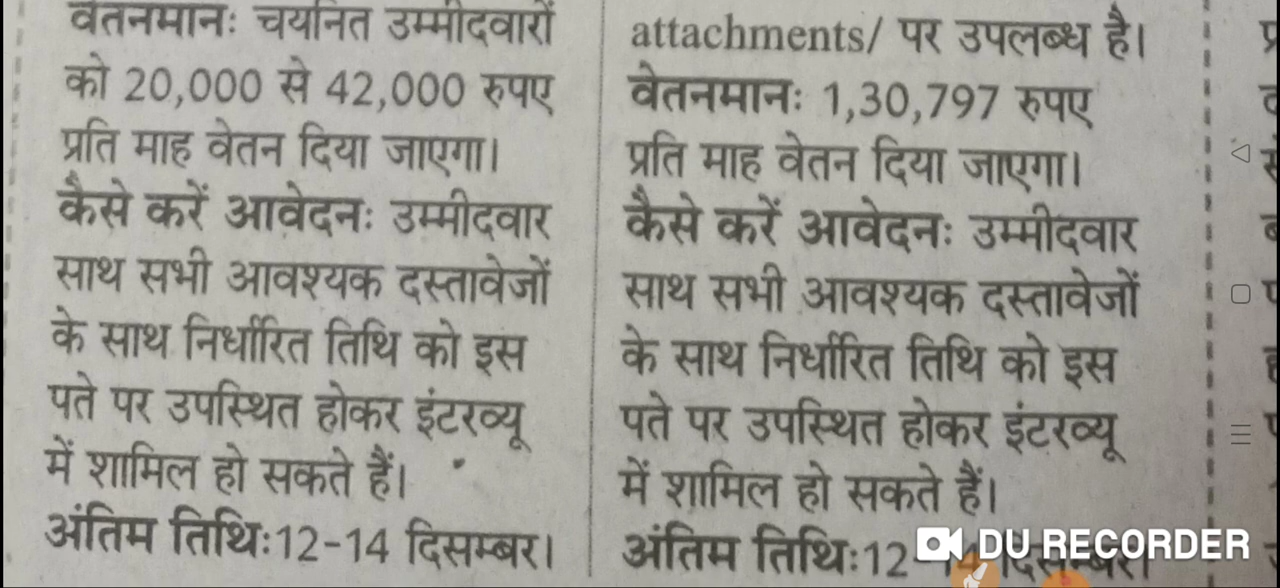 वेतनमानः चयनित उम्मीदवारों
को 20,000 से 42,000 रुपए
प्रति माह वेतन दिया जाएगा।
कैसे करें आवेदनः उम्मीदवार
साथ सभी आवश्यक दस्तावेजों
के साथ निर्धारित तिथि को इस
पते पर उपस्थित होकर इंटरव्यू
में शामिल हो सकते हैं।
अंतिम तिथिः12-14 दिसम्बर।
attachments/ पर उपलब्ध है।
वेतनमानः 1,30,797 रुपए
प्रति माह वेतन दिया जाएगा।
कैसे करें आवेदनः उम्मीदवार
साथ सभी आवश्यक दस्तावेजों
के साथ निर्धारित तिथि को इस
पते पर उपस्थित होकर इंटरव्यू
में शामिल हो सकते हैं।
अंतिम तिथिः12-14 दिसम्बर।
DU RECORDER